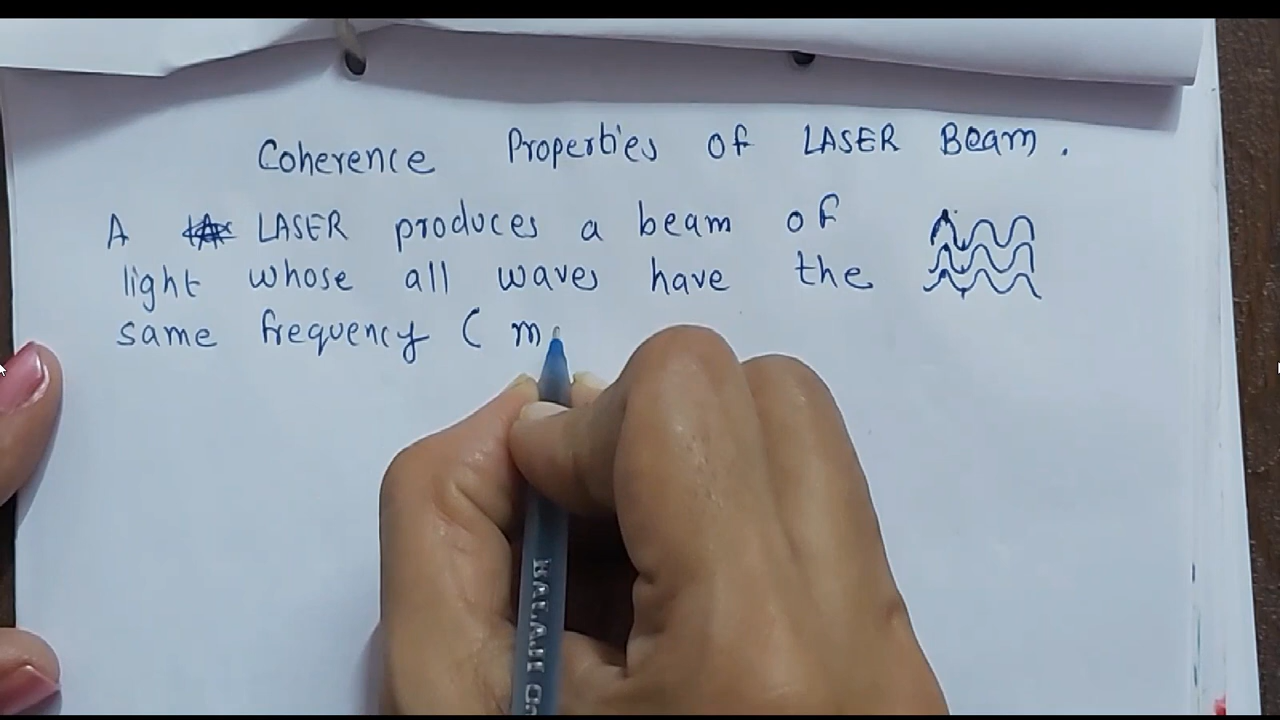 Coherence Properties of LASER Beam.
A LASER produces a beam of
light whose all waves have the
same frequency ( m